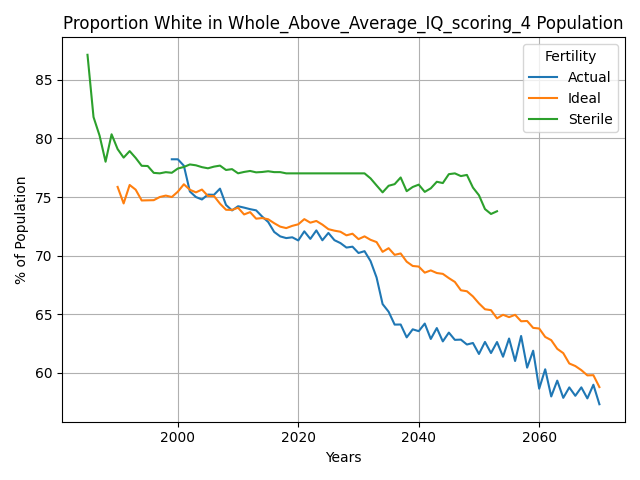 Proportion White in Whole_Above_Average_IQ_scoring_4 Population
Fertility
Actual
Ideal
Sterile
% of Population
85
80
75
70
65
60
2000
2020
2040
2060
Years